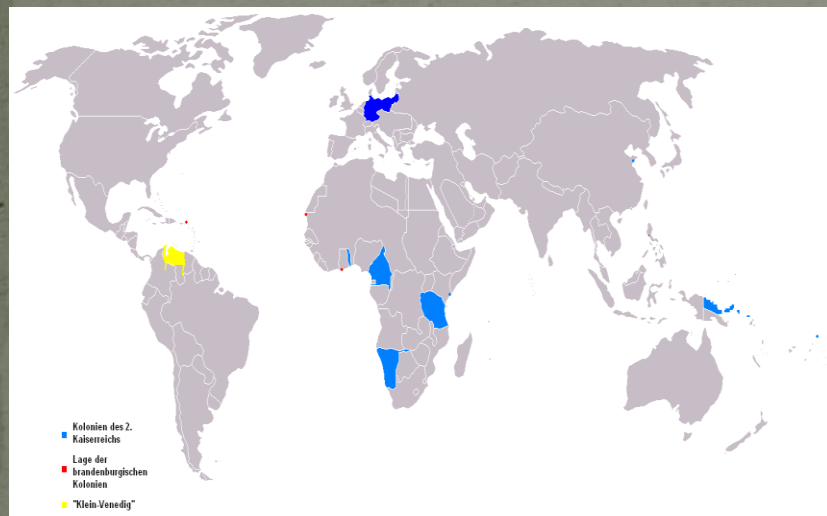 Kolonien des 2.
Kaiserreichs
Lage der
brandenburgischen
Kolonien
"Klein-Venedig"